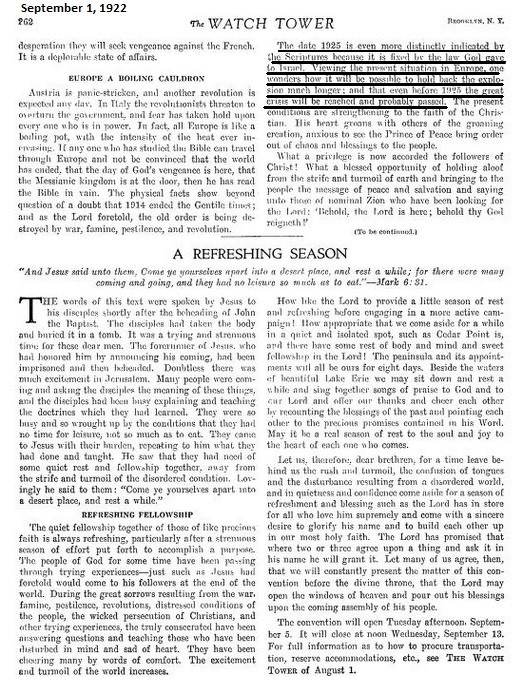 September 1, 1922
262
The WATCH TOWER
BROOKLYN, N. Y.
desperation they will seek vengeance against the French.
It is a deplorable state of affairs.
EUROPE A BOILING CAULDRON
Austria is panic-stricken, and another revolution is
expected any day. In Italy the revolutionists threaten to
overturn the government, and fear has taken hold upon
every one who is in power. In fact, all Europe is like a
boiling pot, with the intensity of the heat ever in-
creasing. If any one who has studied the Bible can travel
through Europe and not be convinced that the world
has ended, that the day of God's vengeance is here, that
the Messianic kingdom is at the door, then he has read
the Bible in vain. The physical facts show beyond
question of a doubt that 1914 ended the Gentile times;
and as the Lord foretold, the old order is being de-
stroyed by war, famine, pestilence, and revolution.
The date 1925 is even more distinctly indicated by
the Scriptures because it is fixed by the law God gave
to Israel. Viewing the present situation in Europe, one
wonders how it will be possible to hold back the explo-
sion much longer; and that even before 1925 the great
crisis will be reached and probably passed. The present
conditions are strengthening to the faith of the Chris-
tian. His heart groans with others of the groaning
creation, anxious to see the Prince of Peace bring order
out of chaos and blessings to the people.
What a privilege is now accorded the followers of
Christ! What a blessed opportunity of holding aloof
from the strife and turmoil of earth and bringing to the
people the message of peace and salvation and saying
unto those of nominal Zion who have been looking for
the Lord: 'Behold, the Lord is here; behold thy God
reigneth!'
(To be continued.)
A REFRESHING SEASON
"And Jesus said unto them, Come ye yourselves apart into a desert place, and rest a while; for there were many
coming and going, and they had no leisure so much as to eat."—Mark 6: 31.
THE words of this text were spoken by Jesus to
his disciples shortly after the beheading of John
the Baptist. The disciples had taken the body
and buried it in a tomb. It was a trying and strenuous
time for these dear men. The forerunner of Jesus, who
had honored him by announcing his coming, had been
imprisoned and then beheaded. Doubtless there was
much excitement in Jerusalem. Many people were com-
ing and asking the disciples the meaning of these things,
and the disciples had been busy explaining and teaching
the doctrines which they had learned. They were so
busy and so wrought up by the conditions that they had
no time for leisure, not so much as to eat. They came
to Jesus with their burden, repeating to him what they
had done and taught. He saw that they had need of
some quiet rest and fellowship together, away from
the strife and turmoil of the disordered condition. Lov-
ingly he said to them: "Come ye yourselves apart into
a desert place, and rest a while."
REFRESHING FELLOWSHIP
The quiet fellowship together of those of like precious
faith is always refreshing, particularly after a strenuous
season of effort put forth to accomplish a purpose.
The people of God for some time have been passing
through trying experiences—just such as Jesus had
foretold would come to his followers at the end of the
world. During the great sorrows resulting from the war,
famine, pestilence, revolutions, distressed conditions of
the people, the wicked persecution of Christians, and
other trying experiences, the truly consecrated have been
answering questions and teaching those who have been
disturbed in mind and sad of heart. They have been
cheering many by words of comfort. The excitement
and turmoil of the world increases.
How like the Lord to provide a little season of rest
and refreshing before engaging in a more active cam-
paign! How appropriate that we come aside for a while
in a quiet and isolated spot, such as Cedar Point is,
and there have some rest of body and mind and sweet
fellowship in the Lord! The peninsula and its appoint-
ments will all be ours for eight days. Beside the waters
of beautiful Lake Erie we may sit down and rest a
while and sing together songs of praise to God and to
our Lord and offer our thanks and cheer each other
by recounting the blessings of the past and pointing each
other to the precious promises contained in his Word.
May it be a real season of rest to the soul and joy to
the heart of each one who comes.
Let us, therefore, dear brethren, for a time leave be-
hind us the rush and turmoil, the confusion of tongues
and the disturbance resulting from a disordered world,
and in quietness and confidence come aside for a season of
refreshment and blessing such as the Lord has in store
for all who love him supremely and come with a sincere
desire to glorify his name and to build each other up
in our most holy faith. The Lord has promised that
where two or three agree upon a thing and ask it in
his name he will grant it. Let many of us agree, then,
that we will constantly present the matter of this con-
vention before the divine throne, that the Lord may
open the windows of heaven and pour out his blessings
upon the coming assembly of his people.
The convention will open Tuesday afternoon, Septem-
ber 5. It will close at noon Wednesday, September 13.
For full information as to how to procure transporta-
tion, reserve accommodations, etc., see THE WATCH
TOWER of August 1.